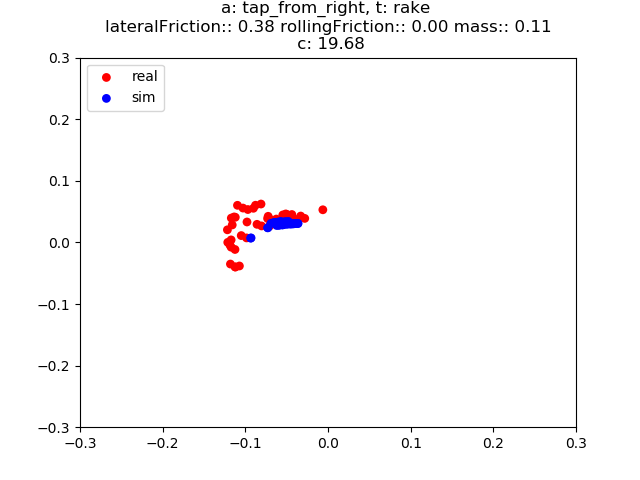 a: tap_from_right, t: rake
lateralFriction:: 0.38 rollingFriction:: 0.00 mass:: 0.11
c: 19.68
real
sim
0.3
0.2
0.1
0.0
−0.1
−0.2
−0.3
−0.3
−0.2
−0.1
0.0
0.1
0.2
0.3